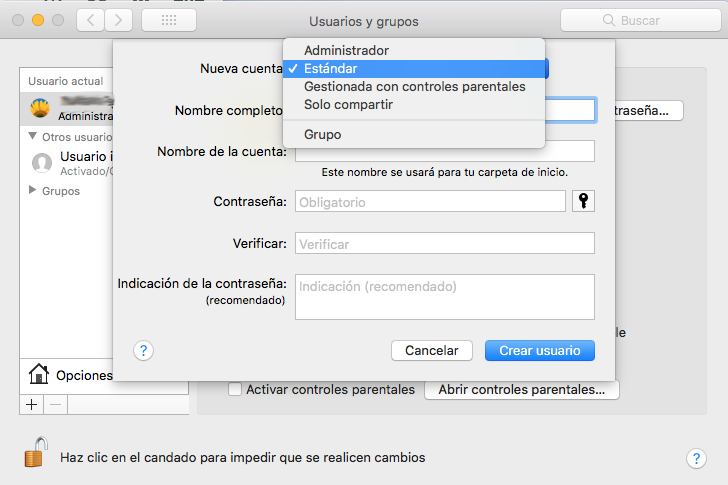 Usuarios y grupos
Buscar
Usuario actual
Administra
Otros usuario
Usuario i
Activado/
Grupos
Opciones
Nueva cuenta:
Administrador
Estándar
Gestionada con controles parentales
Solo compartir
Grupo
Nombre completo
traseña...
Nombre de la cuenta:
Este nombre se usará para tu carpeta de inicio.
Contraseña:
Obligatorio
Verificar:
Verificar
Indicación de la contraseña:
(recomendado)
Indicación (recomendado)
?
Cancelar
Crear usuario
le
Activar controles parentales
Abrir controles parentales...
+ −
Haz clic en el candado para impedir que se realicen cambios
?